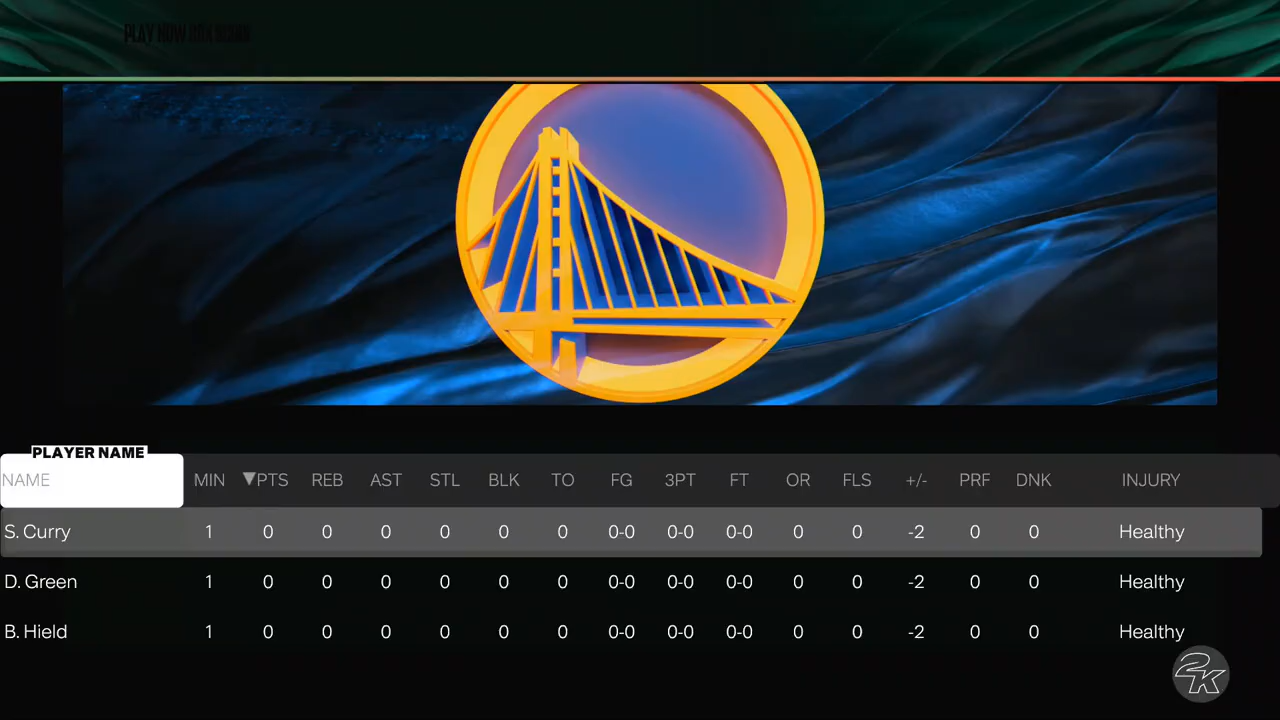 PLAY NOW BOX SCORE
PLAYER NAME
NAME MIN ▼PTS REB AST STL BLK TO FG 3PT FT OR FLS +/- PRF DNK INJURY
S. Curry 1 0 0 0 0 0 0 0-0 0-0 0-0 0 0 -2 0 0 Healthy
D. Green 1 0 0 0 0 0 0 0-0 0-0 0-0 0 0 -2 0 0 Healthy
B. Hield 1 0 0 0 0 0 0 0-0 0-0 0-0 0 0 -2 0 0 Healthy
2K